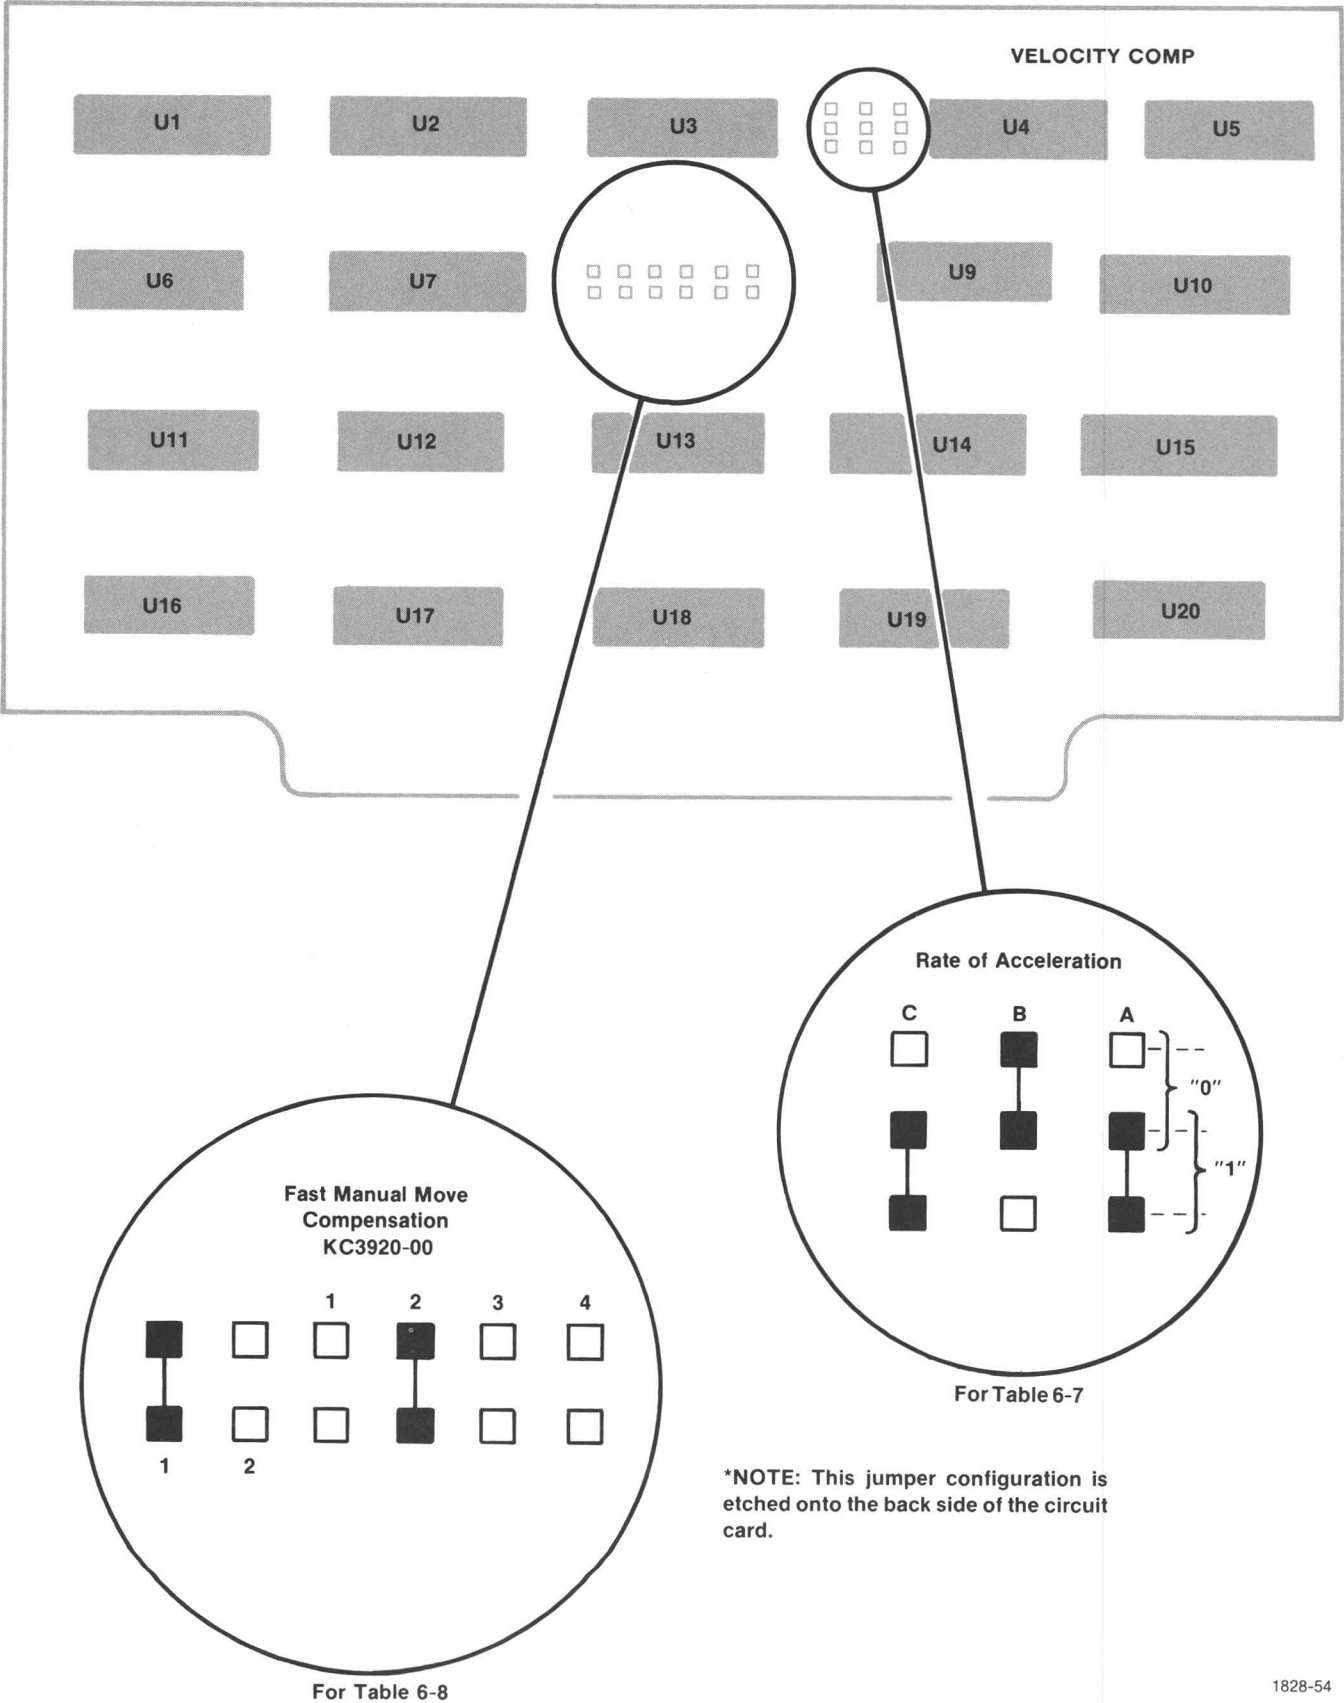 VELOCITY COMP
U1 U2 U3 U4 U5
U6 U7 U9 U10
U11 U12 U13 U14 U15
U16 U17 U18 U19 U20
Rate of Acceleration
C B A
"0"
"1"
For Table 6-7
Fast Manual Move
Compensation
KC3920-00
1 2 3 4
1 2
For Table 6-8
*NOTE: This jumper configuration is
etched onto the back side of the circuit
card.
1828-54